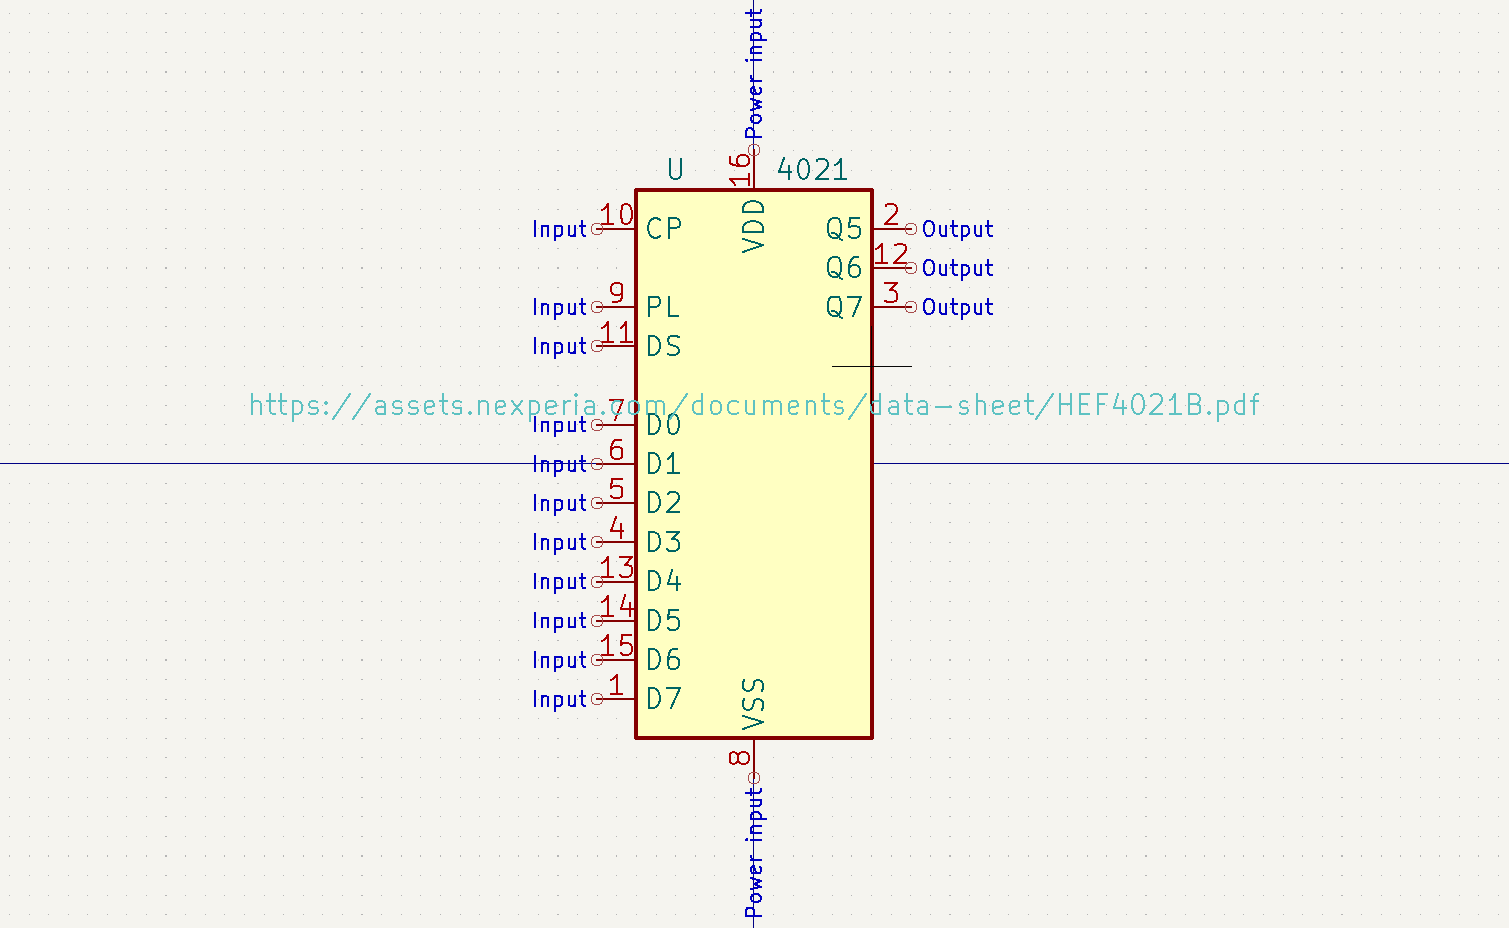 Power input
16
U 4021
VDD
Input 10 CP Q5 2 Output
Q6 12 Output
Input 9 PL Q7 3 Output
Input 11 DS
https://assets.nexperia.com/documents/data-sheet/HEF4021B.pdf
Input 7 D0
Input 6 D1
Input 5 D2
Input 4 D3
Input 13 D4
Input 14 D5
Input 15 D6
Input 1 D7
VSS
8
Power input